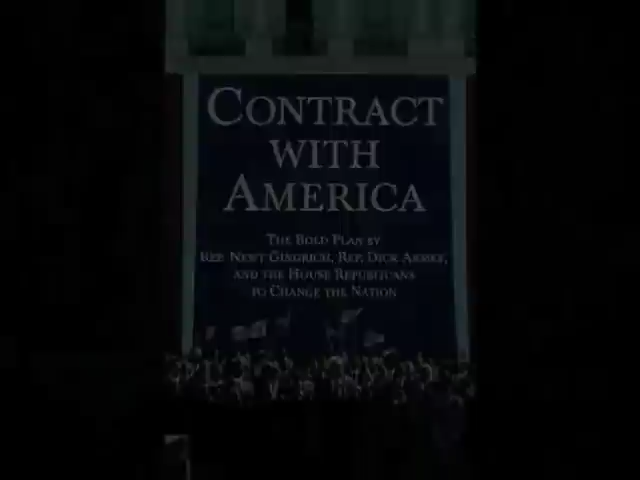 CONTRACT
WITH
AMERICA
THE BOLD PLAN BY
REP. NEWT GINGRICH, REP. DICK ARMEY,
AND THE HOUSE REPUBLICANS
TO CHANGE THE NATION